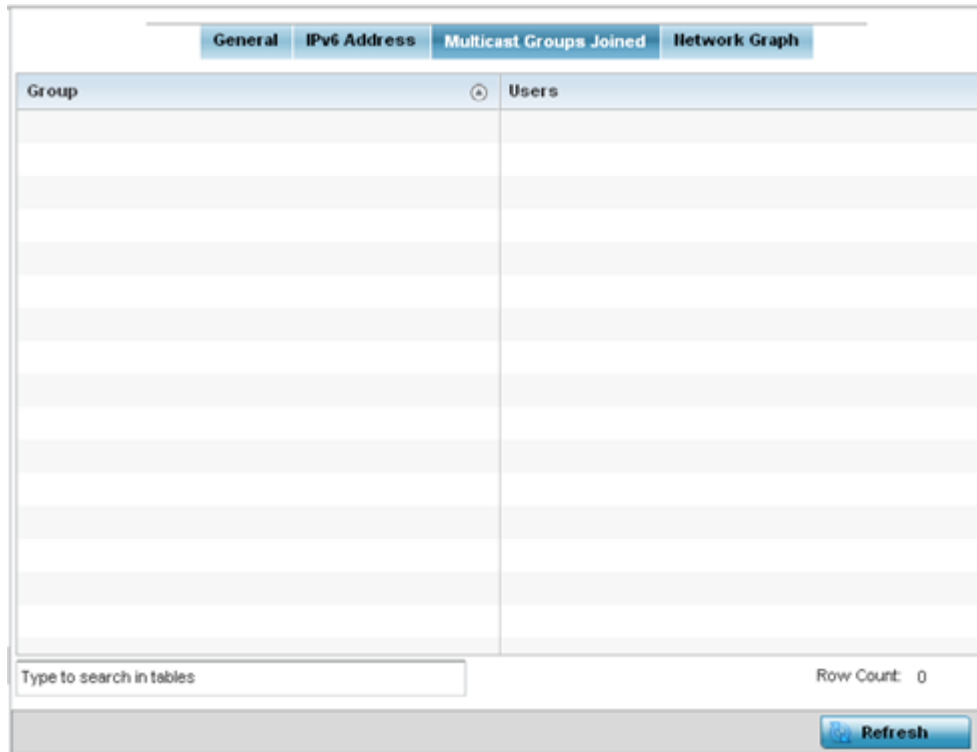 General IPv6 Address Multicast Groups Joined Network Graph
Group Users
Type to search in tables Row Count: 0
Refresh